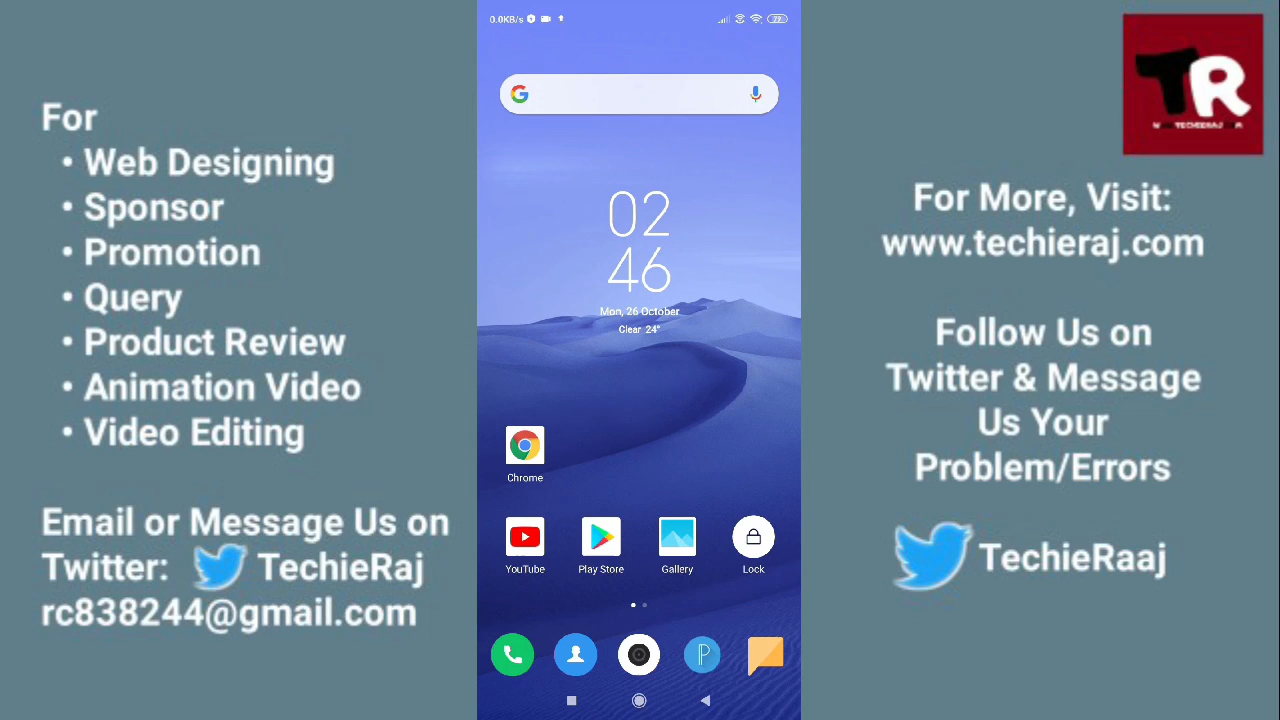 For
• Web Designing
• Sponsor
• Promotion
• Query
• Product Review
• Animation Video
• Video Editing
Email or Message Us on
Twitter: TechieRaj
rc838244@gmail.com
0.0KB/s
02
46
Mon, 26 October
Clear 24°
Chrome
YouTube
Play Store
Gallery
Lock
TR
For More, Visit:
www.techieraj.com
Follow Us on
Twitter & Message
Us Your
Problem/Errors
TechieRaaj